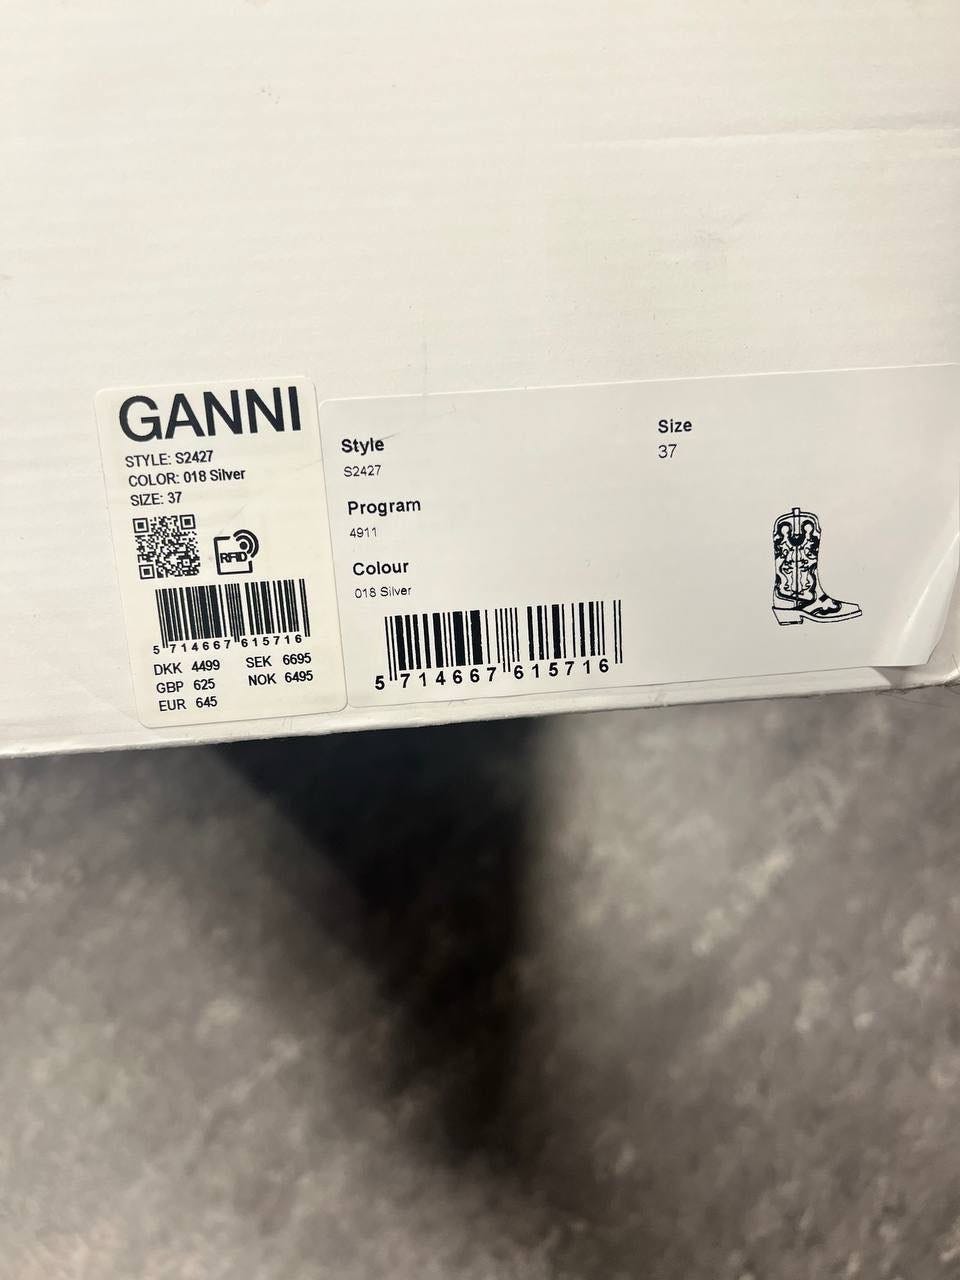 GANNI
STYLE: S2427
COLOR: 018 Silver
SIZE: 37
RFID
5 714667 615716
DKK 4499 SEK 6695
GBP 625 NOK 6495
EUR 645
Style
S2427
Size
37
Program
4911
Colour
018 Silver
5 714667 615716